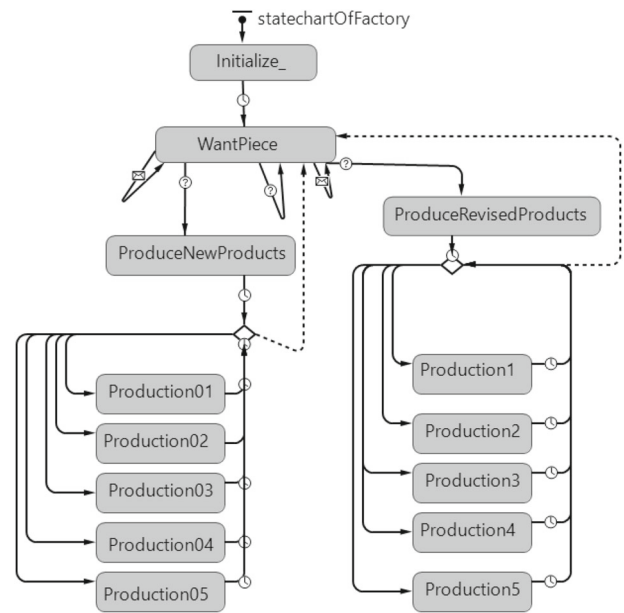 statechartOfFactory
Initialize_
WantPiece
ProduceRevisedProducts
ProduceNewProducts
Production01
Production02
Production03
Production04
Production05
Production1
Production2
Production3
Production4
Production5